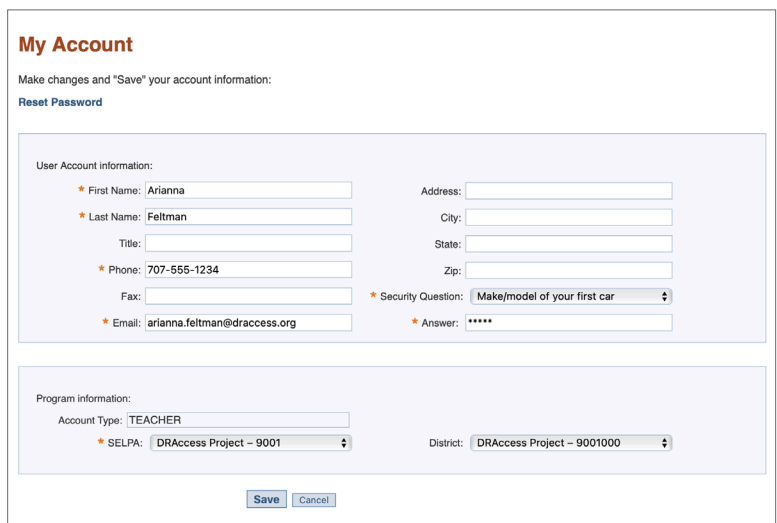 My Account
Make changes and "Save" your account information:
Reset Password
User Account information:
* First Name: Arianna
Address:
* Last Name: Feltman
City:
Title:
State:
* Phone: 707-555-1234
Zip:
Fax:
* Security Question: Make/model of your first car
* Email: arianna.feltman@draccess.org
* Answer: *****
Program information:
Account Type: TEACHER
* SELPA: DRAccess Project – 9001
District: DRAccess Project – 9001000
Save Cancel